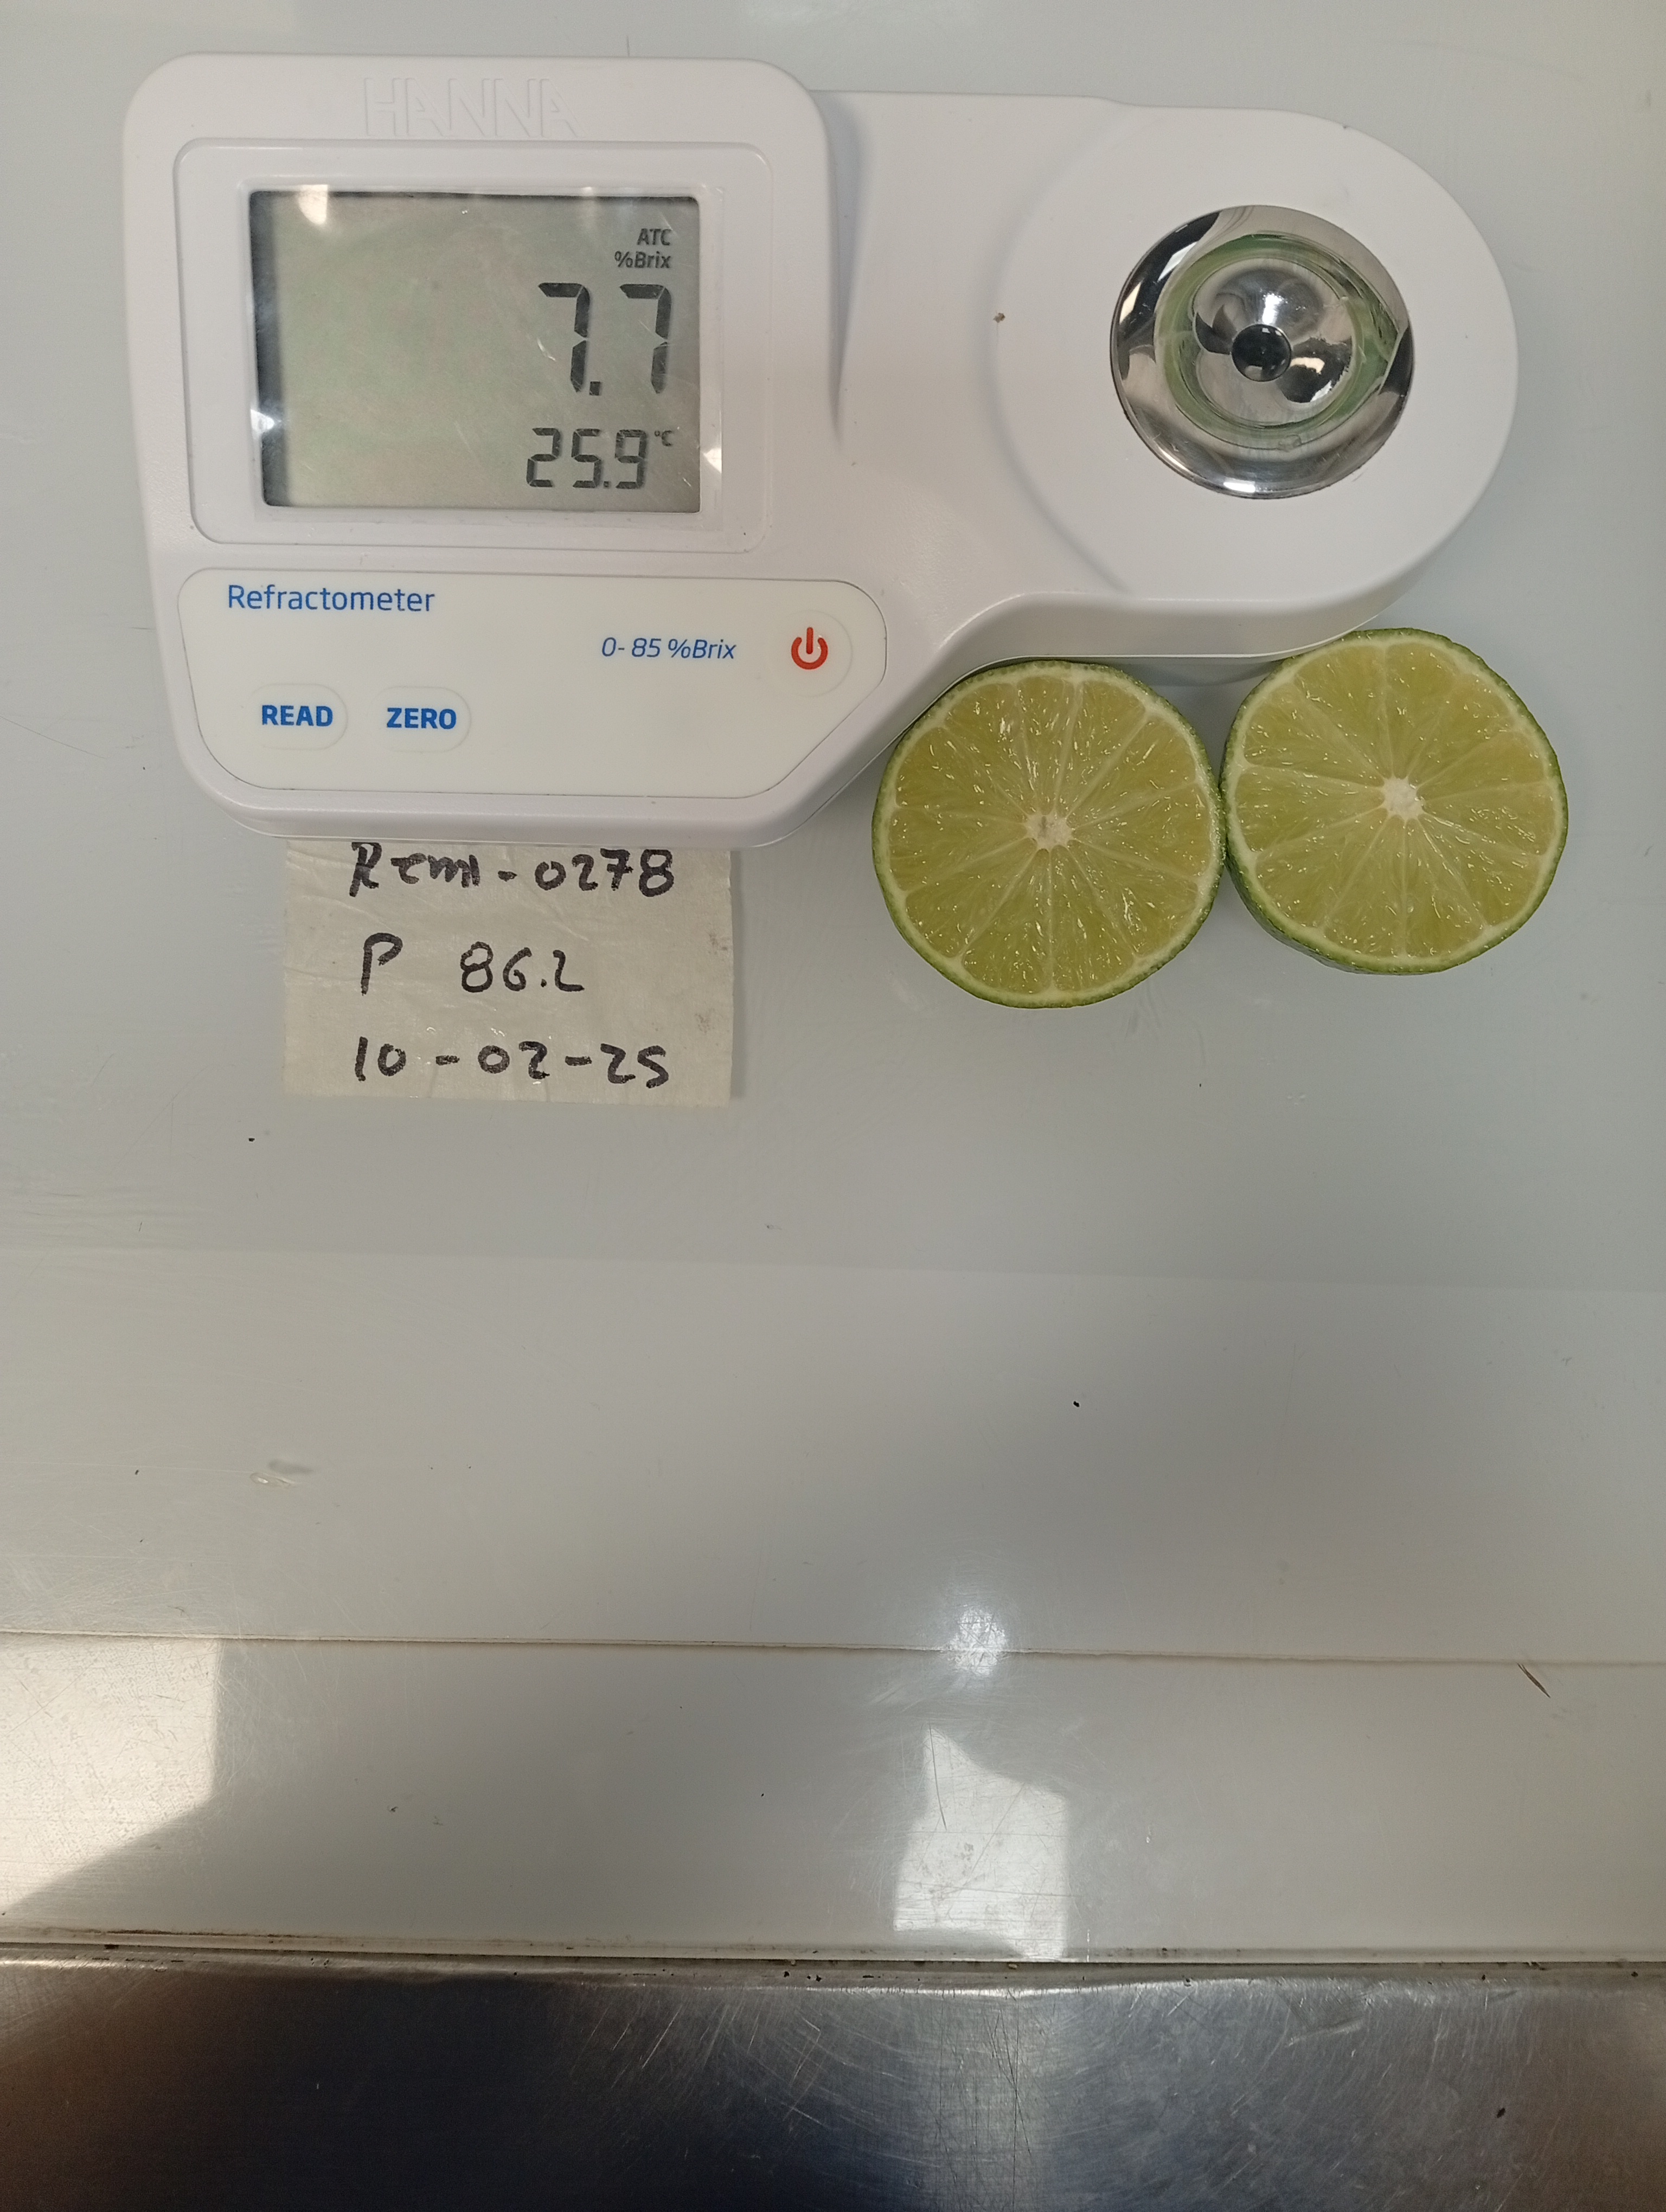 HANNA
ATC
%Brix
7.7
25.9°C
Refractometer
0-85 %Brix
READ ZERO
Remi-0278
P 86.2
10-02-25